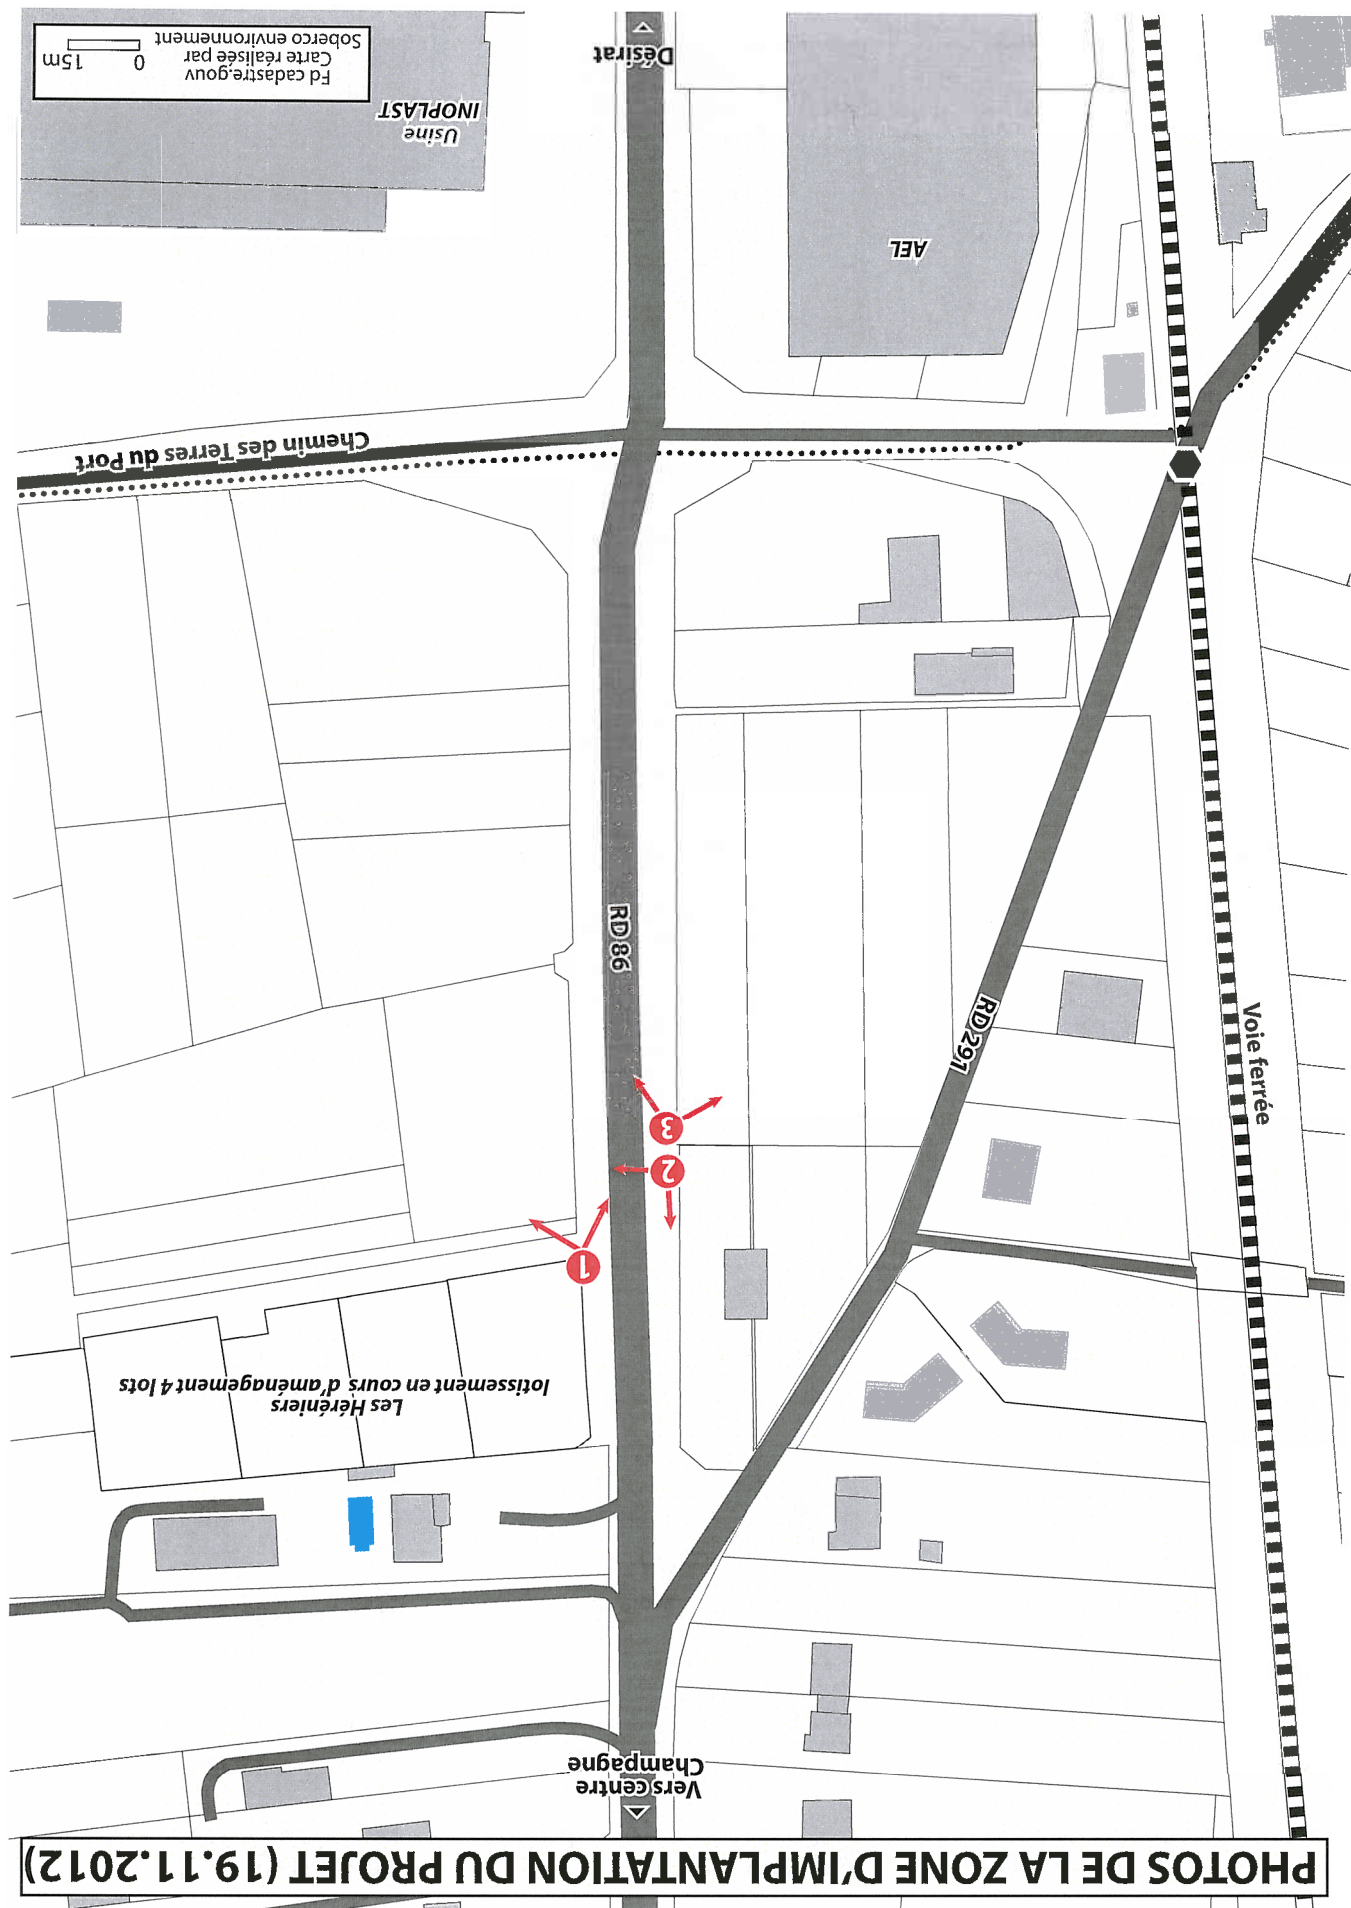 PHOTOS DE LA ZONE D'IMPLANTATION DU PROJET (19.11.2012)
Vers centre
Champagne
Les Héréniers
lotissement en cours d'aménagement 4 lots
1
2
3
Voie ferrée
RD 291
RD 86
Chemin des Terres du Port
AEL
Usine
INOPLAST
Désirat
Fd cadastre.gouv
Carte réalisée par
Soberco environnement
0 15m